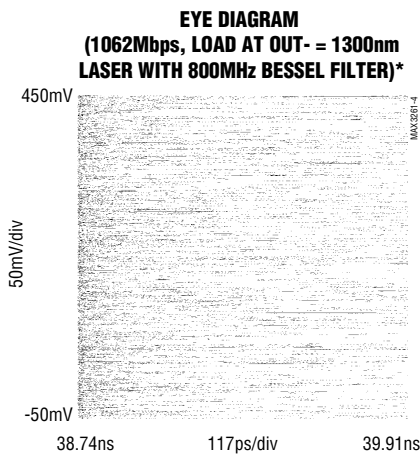 EYE DIAGRAM
(1062Mbps, LOAD AT OUT- = 1300nm
LASER WITH 800MHz BESSEL FILTER)*
450mV
MAX3261-4
50mV/div
-50mV
38.74ns 117ps/div 39.91ns